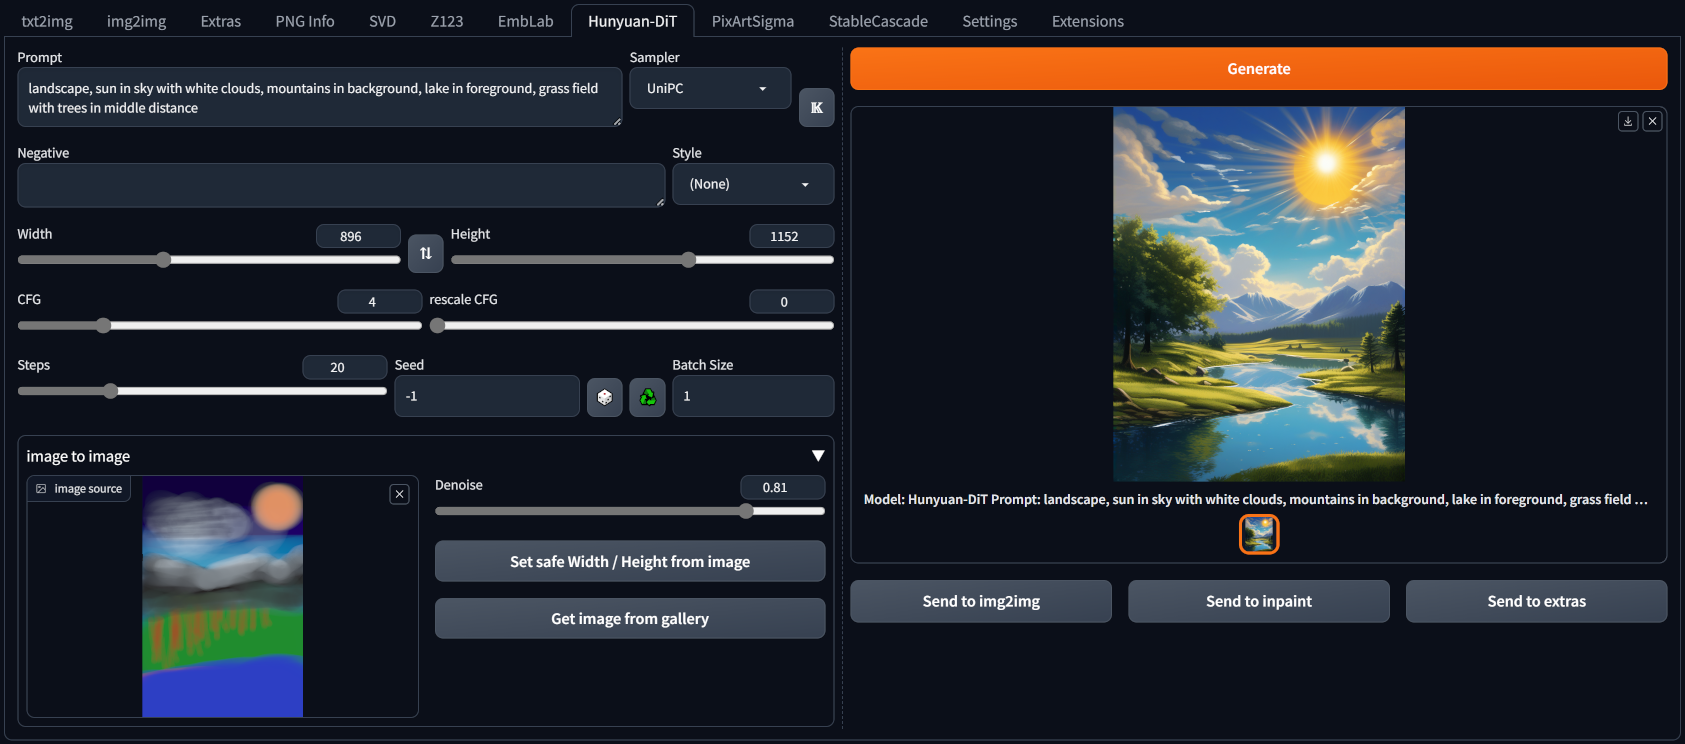 txt2img img2img Extras PNG Info SVD Z123 EmbLab Hunyuan-DiT PixArtSigma StableCascade Settings Extensions
Prompt
landscape, sun in sky with white clouds, mountains in background, lake in foreground, grass field
with trees in middle distance
Sampler
UniPC
K
Negative
Style
(None)
Width
896
Height
1152
CFG
4
rescale CFG
0
Steps
20
Seed
-1
Batch Size
1
image to image
image source
Denoise
0.81
Set safe Width / Height from image
Get image from gallery
Generate
Model: Hunyuan-DiT Prompt: landscape, sun in sky with white clouds, mountains in background, lake in foreground, grass field ...
Send to img2img
Send to inpaint
Send to extras